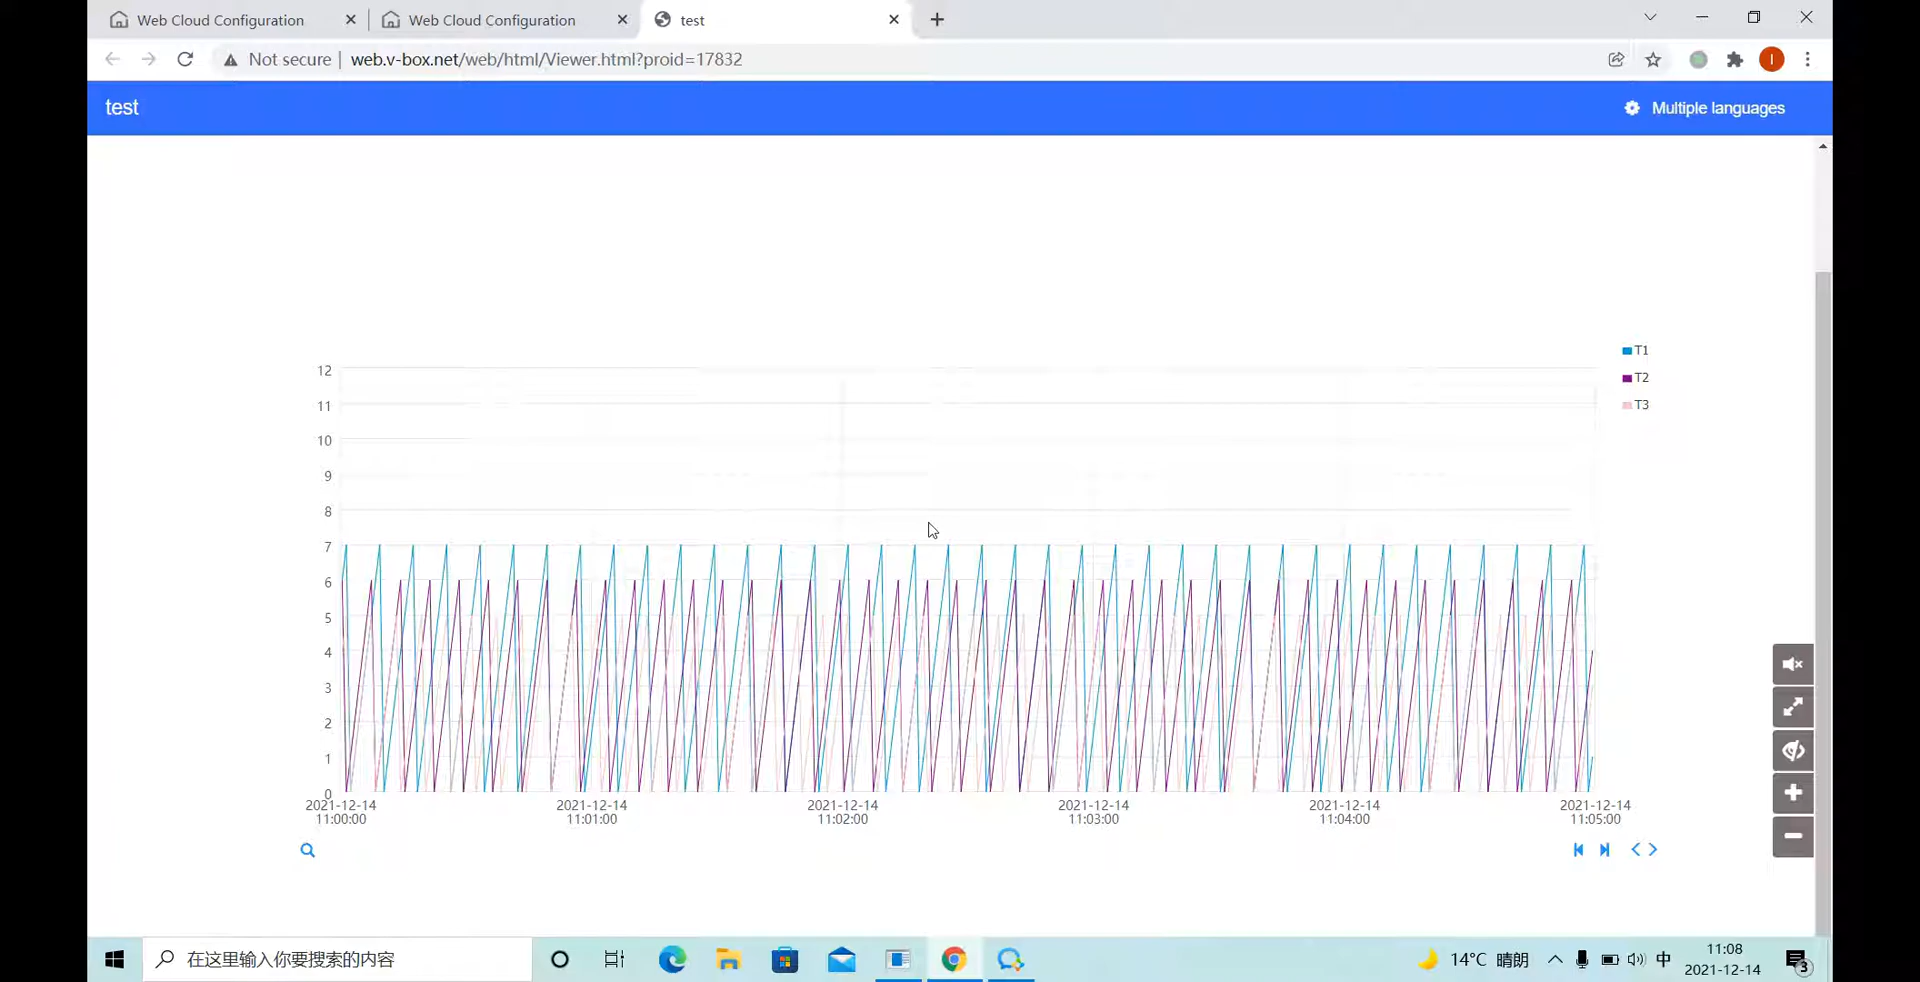 Web Cloud Configuration
Web Cloud Configuration
test
Not secure
web.v-box.net/web/html/Viewer.html?proid=17832
I
test
Multiple languages
T1
T2
T3
12
11
10
9
8
7
6
5
4
3
2
1
0
2021-12-14
11:00:00
2021-12-14
11:01:00
2021-12-14
11:02:00
2021-12-14
11:03:00
2021-12-14
11:04:00
2021-12-14
11:05:00
在这里输入你要搜索的内容
14°C 晴朗
中
11:08
2021-12-14
3